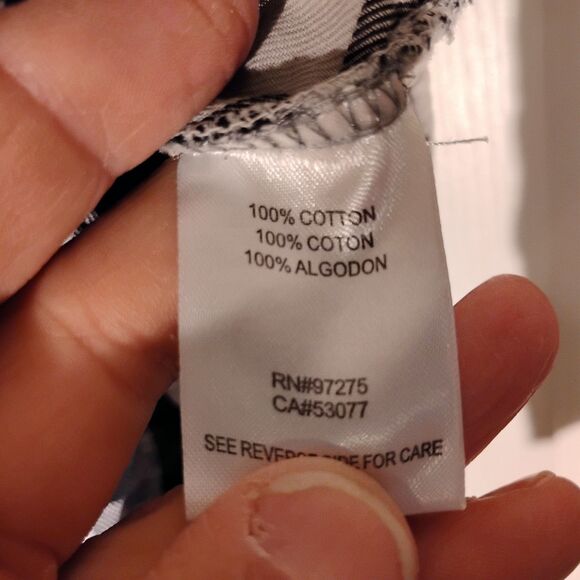 100% COTTON
100% COTON
100% ALGODON
RN#97275
CA#53077
SEE REVERSE SIDE FOR CARE